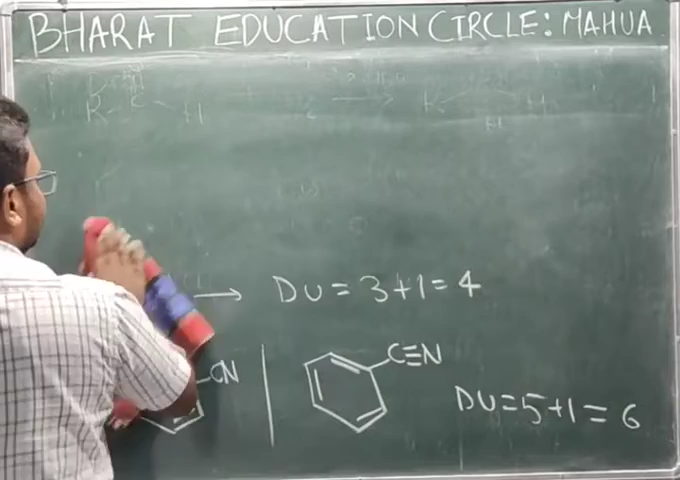 BHARAT EDUCATION CIRCLE: MAHUA
R C H
→ DU = 3+1 = 4
CN
C≡N
DU=5+1=6